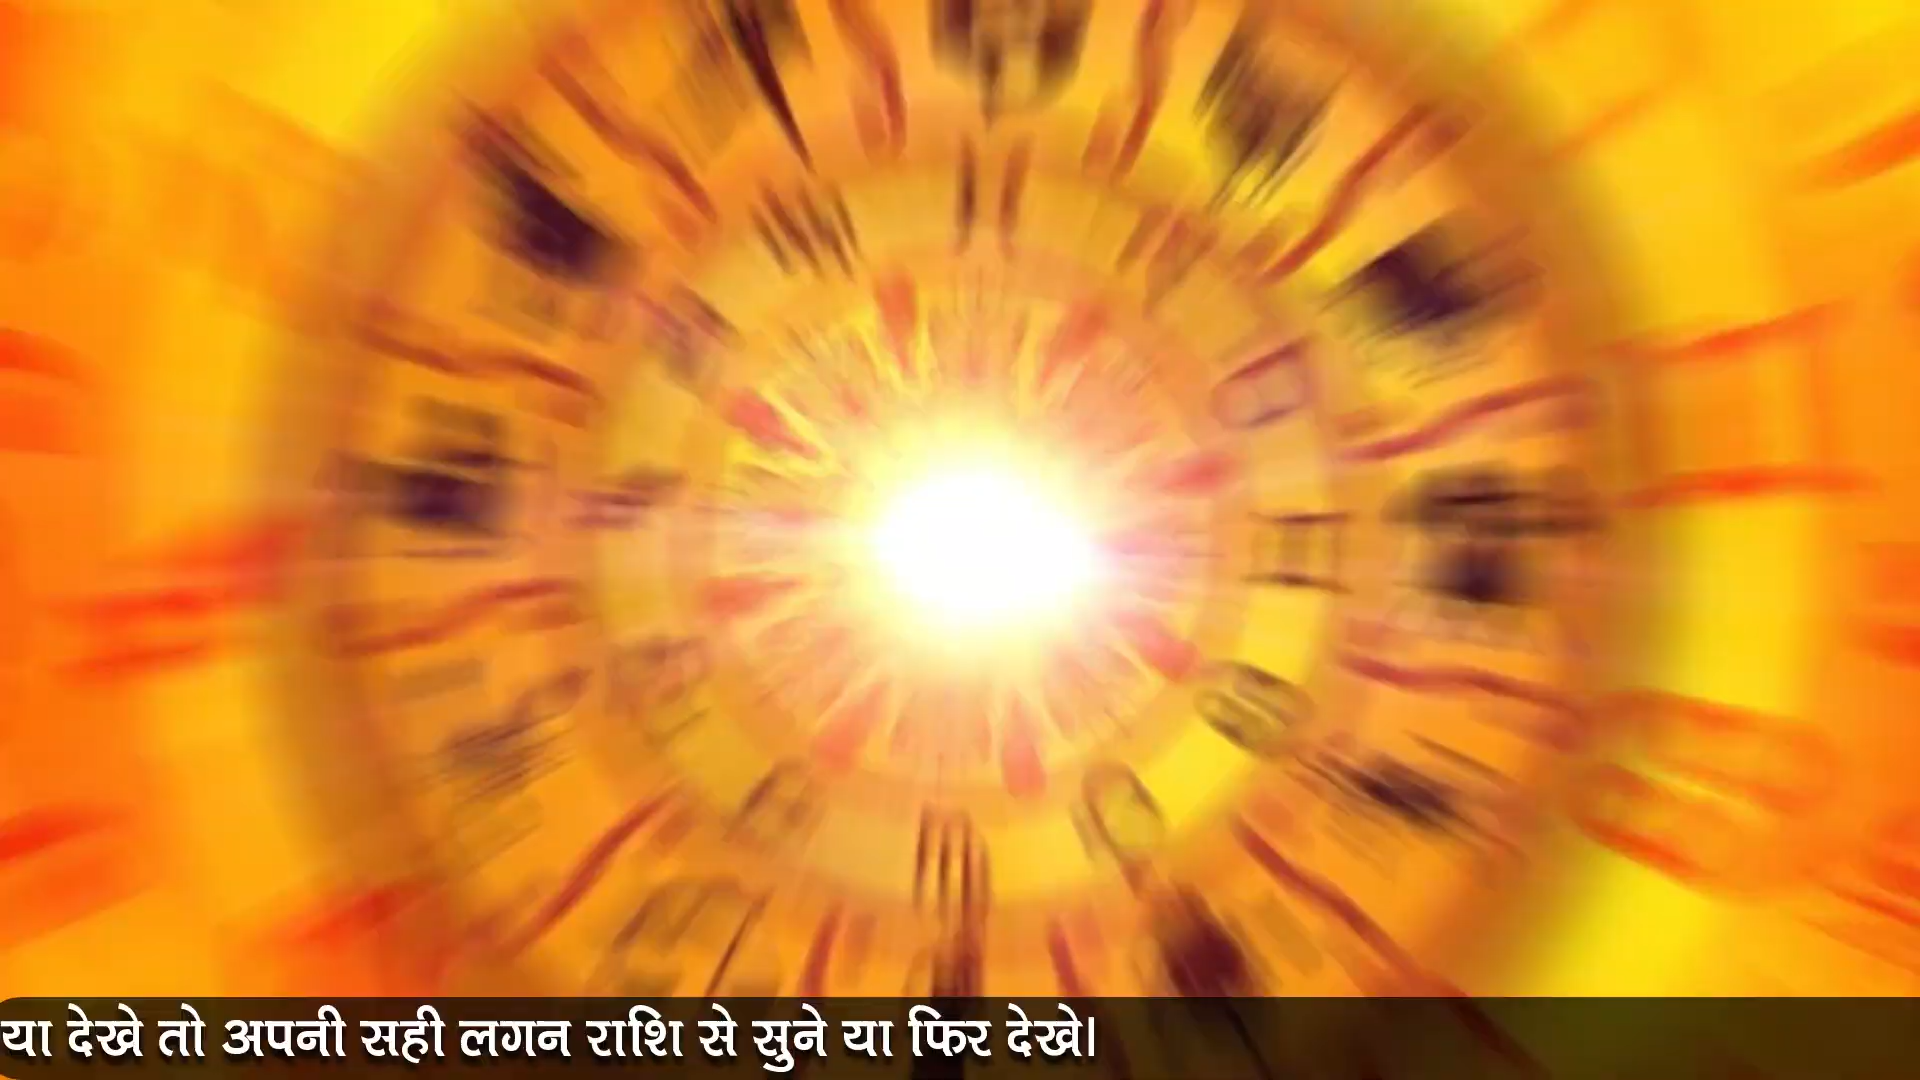 या देखे तो अपनी सही लगन राशि से सुने या फिर देखे।